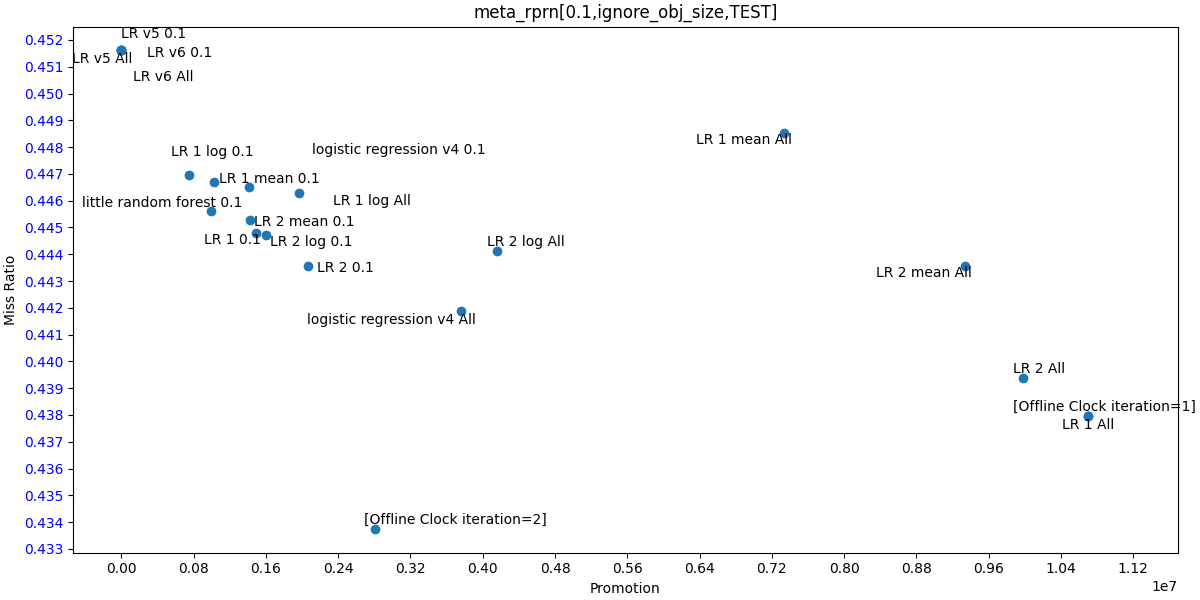 meta_rprn[0.1,ignore_obj_size,TEST]
0.452
0.451
0.450
0.449
0.448
0.447
0.446
0.445
0.444
0.443
0.442
0.441
0.440
0.439
0.438
0.437
0.436
0.435
0.434
0.433
Miss Ratio
LR v5 0.1
LR v6 0.1
LR v5 All
LR v6 All
LR 1 mean All
LR 1 log 0.1
logistic regression v4 0.1
LR 1 mean 0.1
little random forest 0.1
LR 1 log All
LR 2 mean 0.1
LR 1 0.1
LR 2 log 0.1
LR 2 log All
LR 2 0.1
LR 2 mean All
logistic regression v4 All
LR 2 All
[Offline Clock iteration=1]
LR 1 All
[Offline Clock iteration=2]
0.00 0.08 0.16 0.24 0.32 0.40 0.48 0.56 0.64 0.72 0.80 0.88 0.96 1.04 1.12
1e7
Promotion